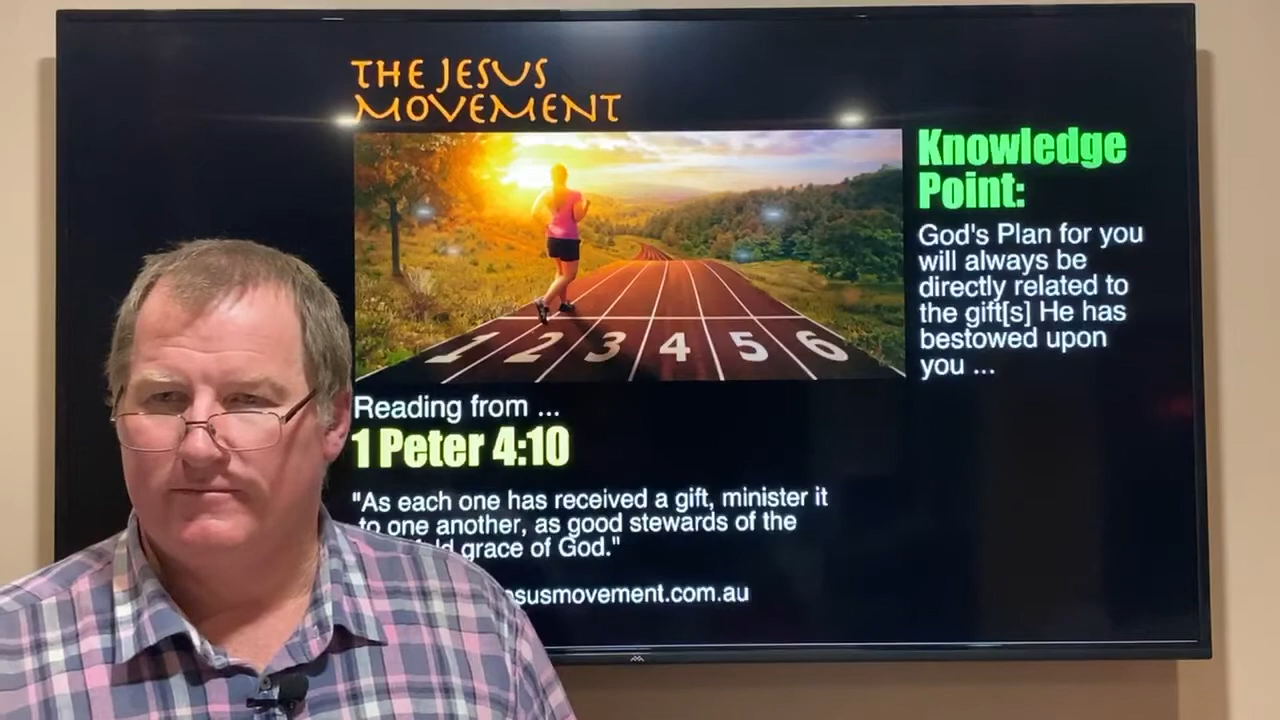 THE JESUS
MOVEMENT
1 2 3 4 5 6
Knowledge
Point:
God's Plan for you
will always be
directly related to
the gift[s] He has
bestowed upon
you ...
Reading from ...
1 Peter 4:10
"As each one has received a gift, minister it
to one another, as good stewards of the
grace of God."
susmovement.com.au